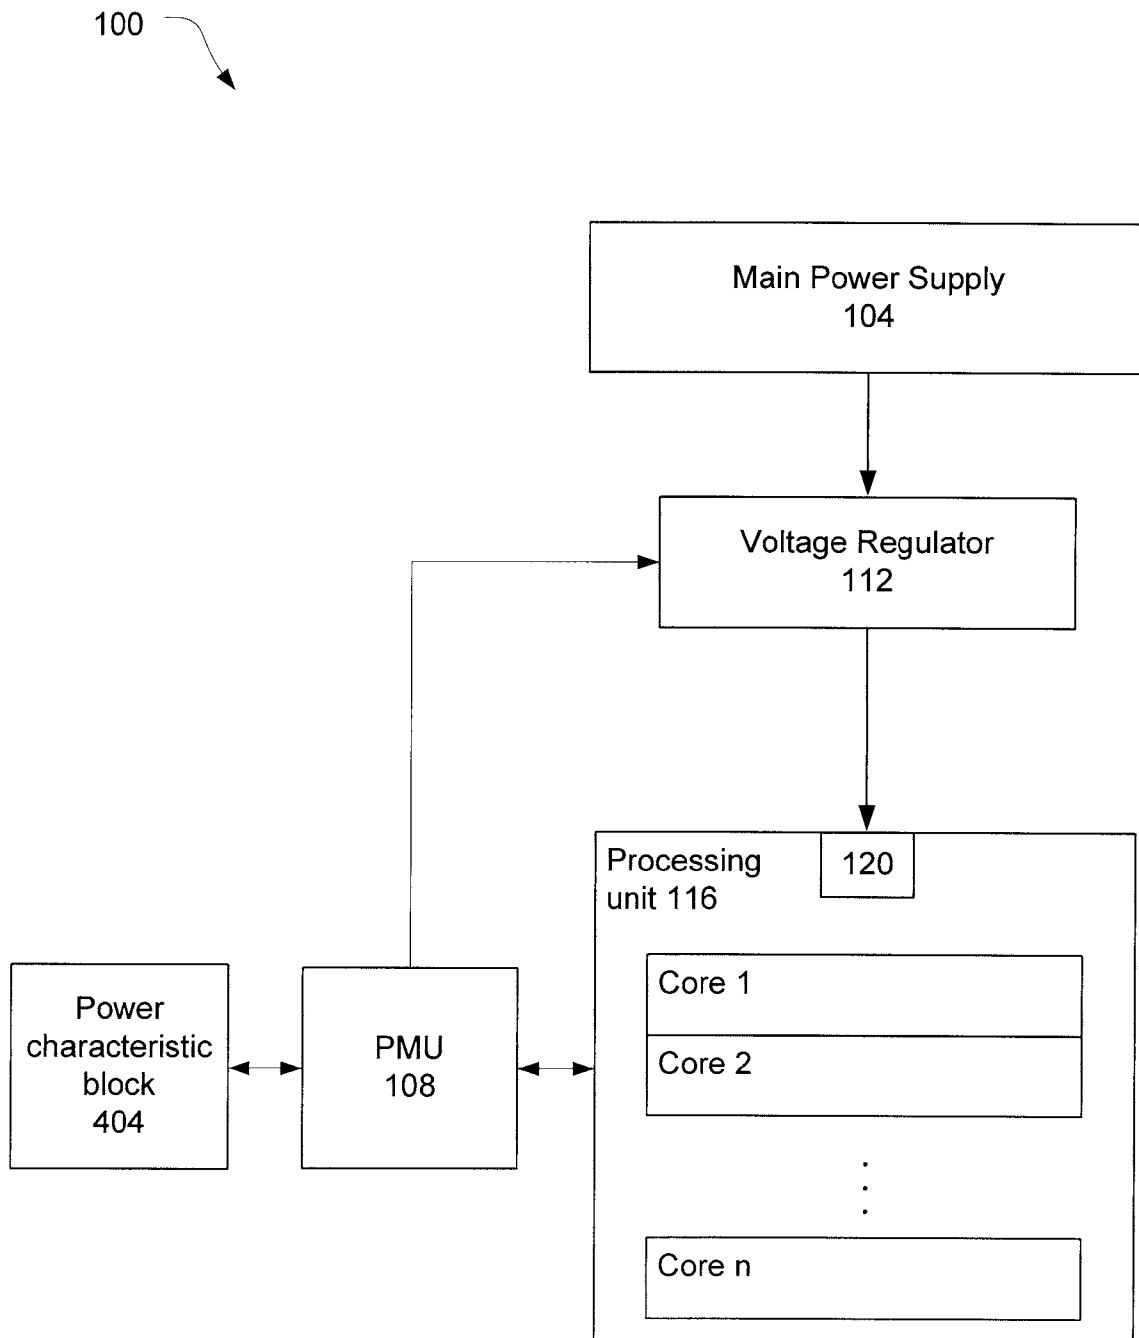 100
Main Power Supply
104
Voltage Regulator
112
Processing
unit 116
120
Core 1
Core 2
Core n
Power
characteristic
block
404
PMU
108